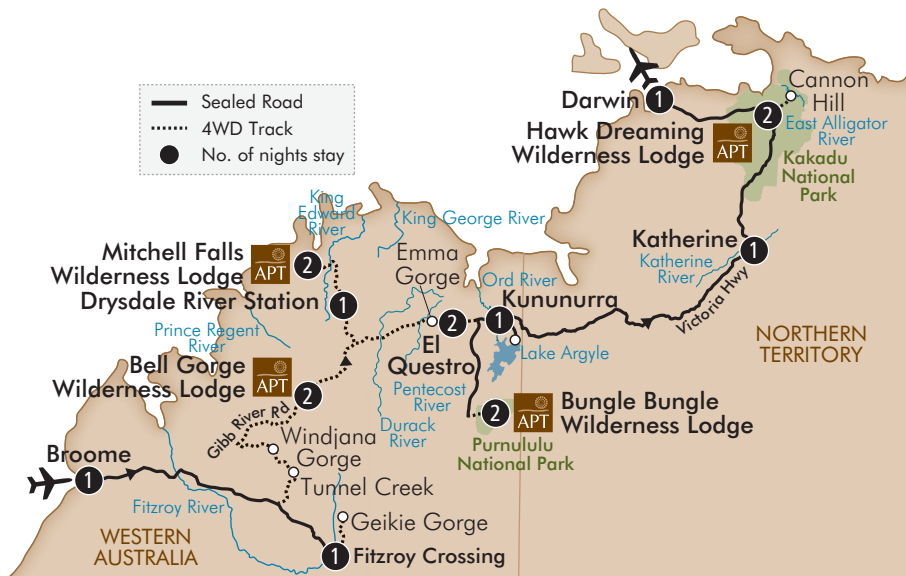 Sealed Road
4WD Track
No. of nights stay
Darwin
1
Cannon
Hill
2
Hawk Dreaming
Wilderness Lodge
APT
East Alligator
River
Kakadu
National
Park
King
Edward
River
King George River
Mitchell Falls
Wilderness Lodge
APT
2
Drysdale River Station
1
Emma
Gorge
Ord River
Kununurra
1
Katherine
1
Katherine
River
Victoria Hwy
Prince Regent
River
2
El
Questro
Lake Argyle
NORTHERN
TERRITORY
Bell Gorge
Wilderness Lodge
APT
2
Pentecost
River
Durack
River
Gibb River Rd
2
APT
Bungle Bungle
Wilderness Lodge
Purnululu
National Park
Windjana
Gorge
Tunnel Creek
Broome
1
Fitzroy River
Geikie Gorge
WESTERN
AUSTRALIA
1
Fitzroy Crossing